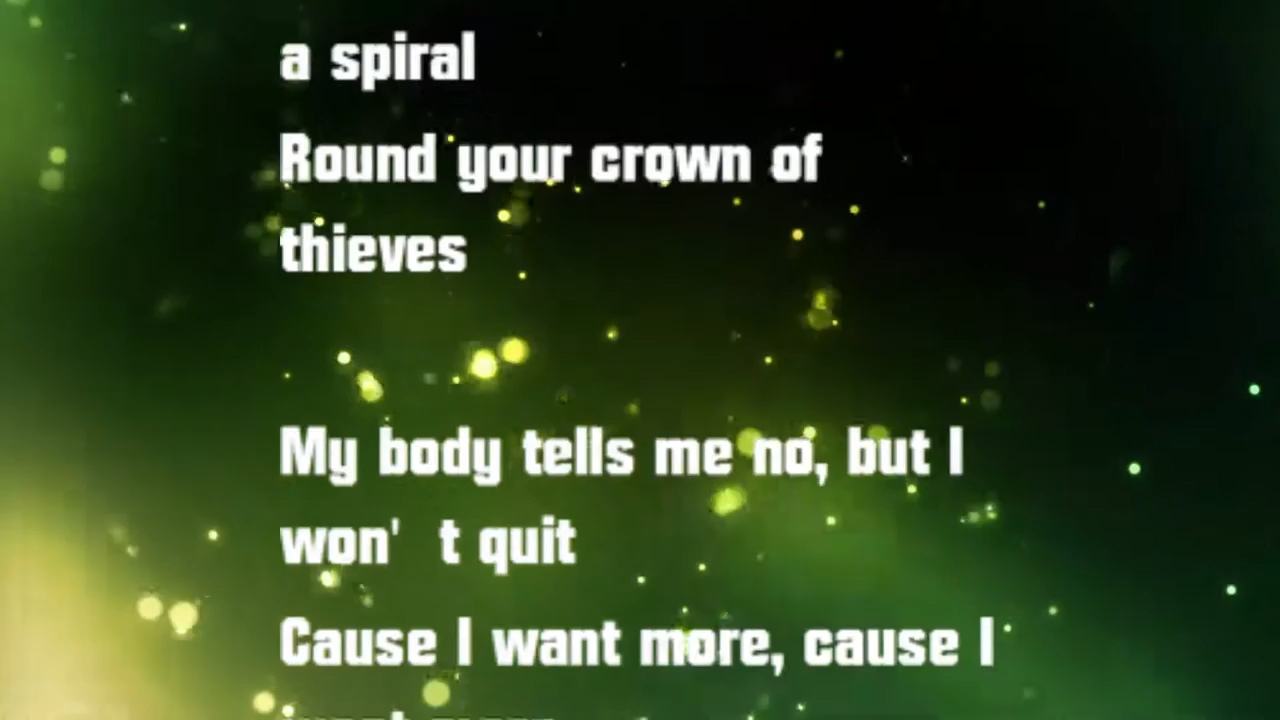 a spiral
Round your crown of
thieves
My body tells me no, but I
won' t quit
Cause I want more, cause I